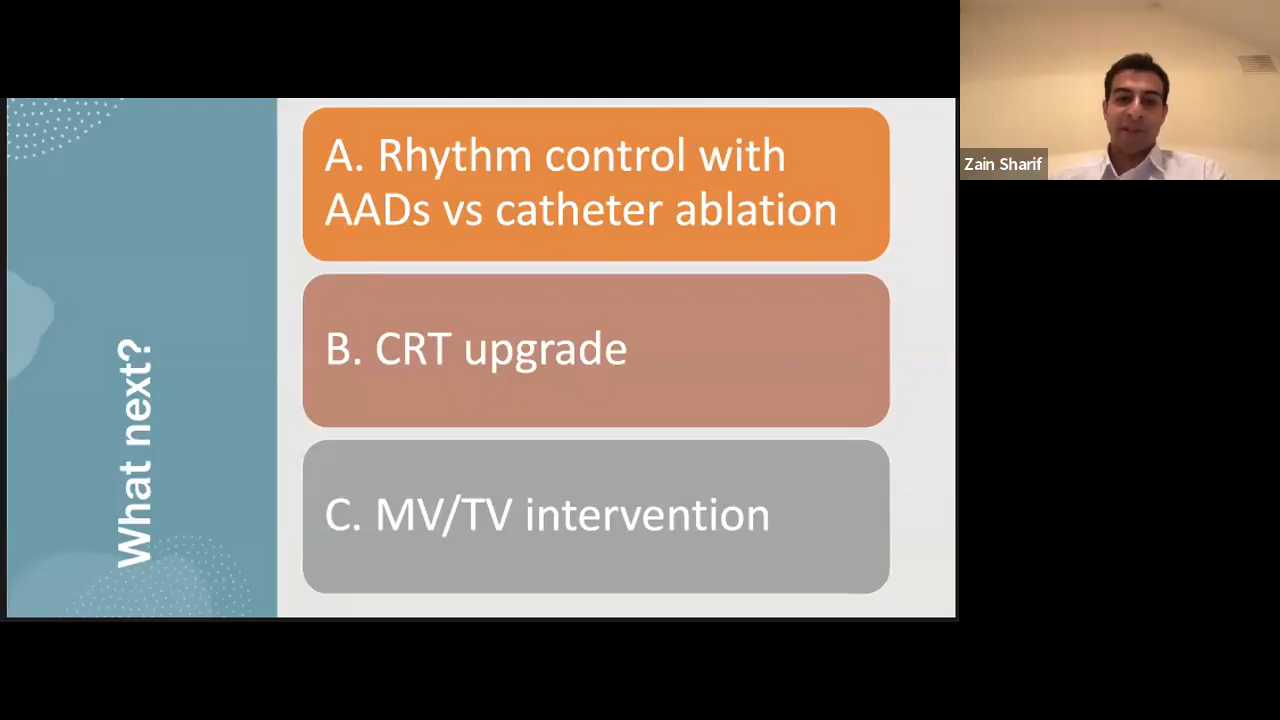 What next?
A. Rhythm control with
AADs vs catheter ablation
B. CRT upgrade
C. MV/TV intervention
Zain Sharif